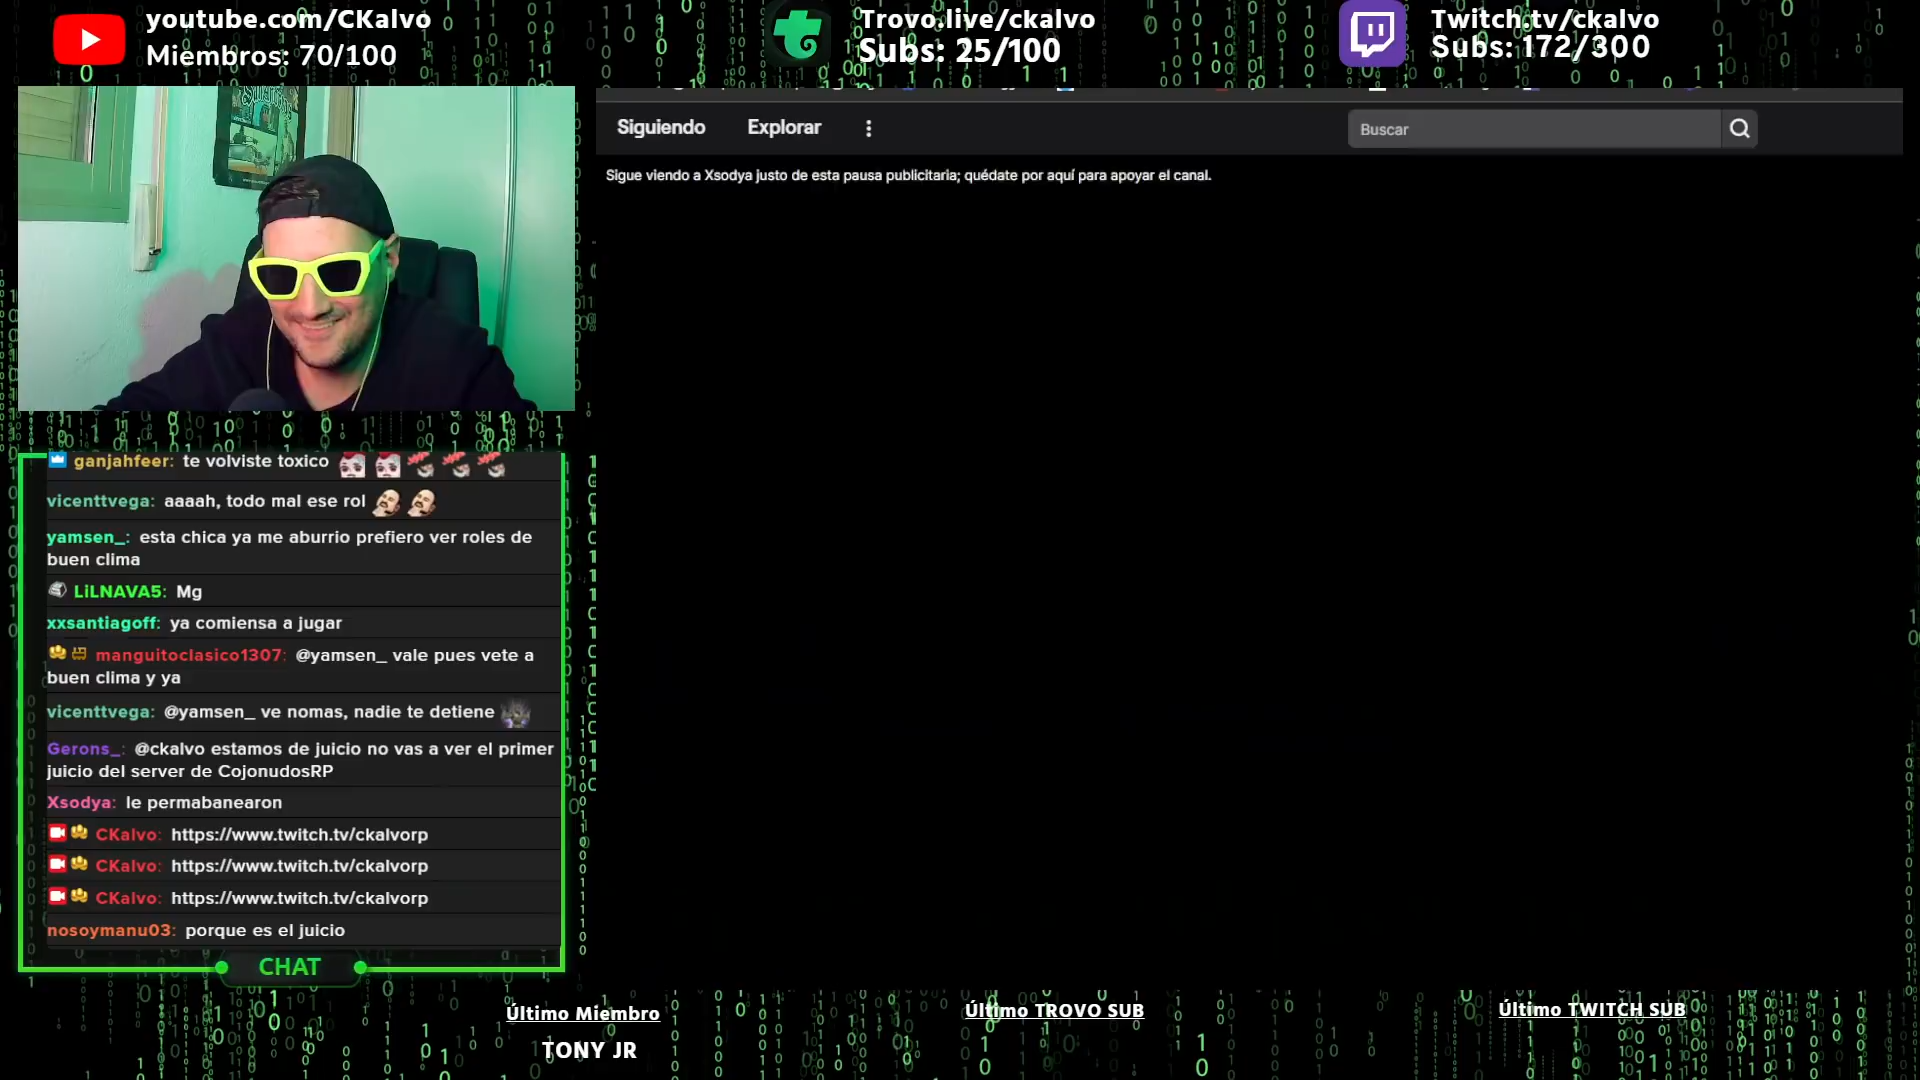 youtube.com/CKalvo
Miembros: 70/100
Trovo.live/ckalvo
Subs: 25/100
Twitch.tv/ckalvo
Subs: 172/300
Siguiendo
Explorar
Buscar
Sigue viendo a Xsodya justo de esta pausa publicitaria; quédate por aquí para apoyar el canal.
ganjahfeer: te volviste toxico
vicenttvega: aaaah, todo mal ese rol
yamsen_: esta chica ya me aburrio prefiero ver roles de
buen clima
LiLNAVA5: Mg
xxsantiagoff: ya comiensa a jugar
manguitoclasico1307: @yamsen_ vale pues vete a
buen clima y ya
vicenttvega: @yamsen_ ve nomas, nadie te detiene
Gerons_: @ckalvo estamos de juicio no vas a ver el primer
juicio del server de CojonudosRP
Xsodya: le permabanearon
CKalvo: https://www.twitch.tv/ckalvorp
CKalvo: https://www.twitch.tv/ckalvorp
CKalvo: https://www.twitch.tv/ckalvorp
nosoymanu03: porque es el juicio
CHAT
Último Miembro
TONY JR
Último TROVO SUB
Último TWITCH SUB